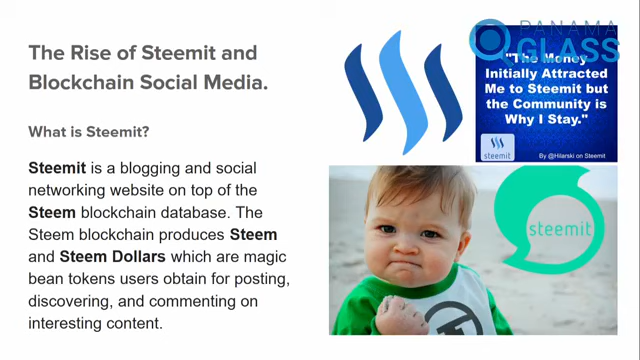 The Rise of Steemit and
Blockchain Social Media.
What is Steemit?
Steemit is a blogging and social
networking website on top of the
Steem blockchain database. The
Steem blockchain produces Steem
and Steem Dollars which are magic
bean tokens users obtain for posting,
discovering, and commenting on
interesting content.
PANAMA
GLASS
"The Money
Initially Attracted
Me to Steemit but
the Community is
Why I Stay."
steemit
By @Hilarski on Steemit
steemit